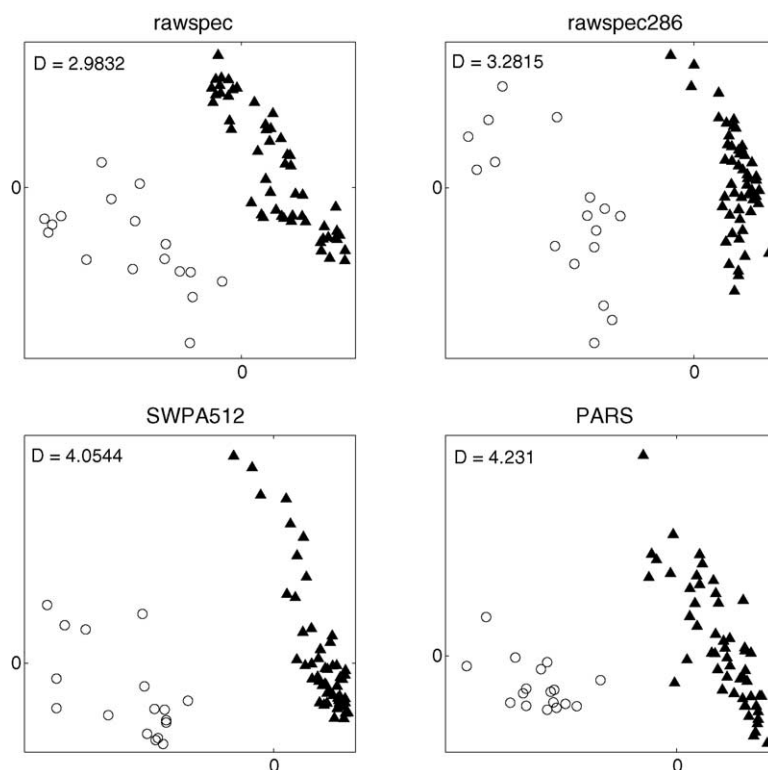 rawspec
D = 2.9832
0
0
rawspec286
D = 3.2815
0
0
SWPA512
D = 4.0544
0
0
PARS
D = 4.231
0
0